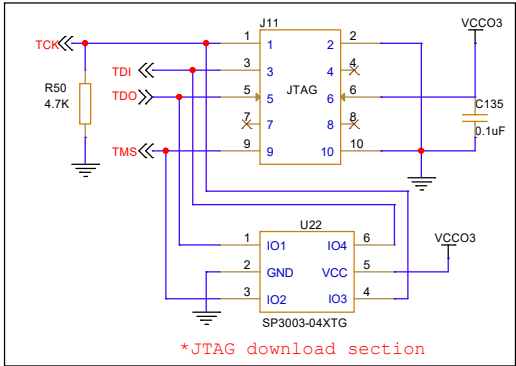 J11
VCCO3
TCK
1 1 2 2
TDI
3 3 4 4
R50
4.7K
JTAG
TDO
5 5 6 6
C135
0.1uF
7 7 8 8
TMS
9 9 10 10
U22
1 IO1 IO4 6
VCCO3
2 GND VCC 5
3 IO2 IO3 4
SP3003-04XTG
*JTAG download section